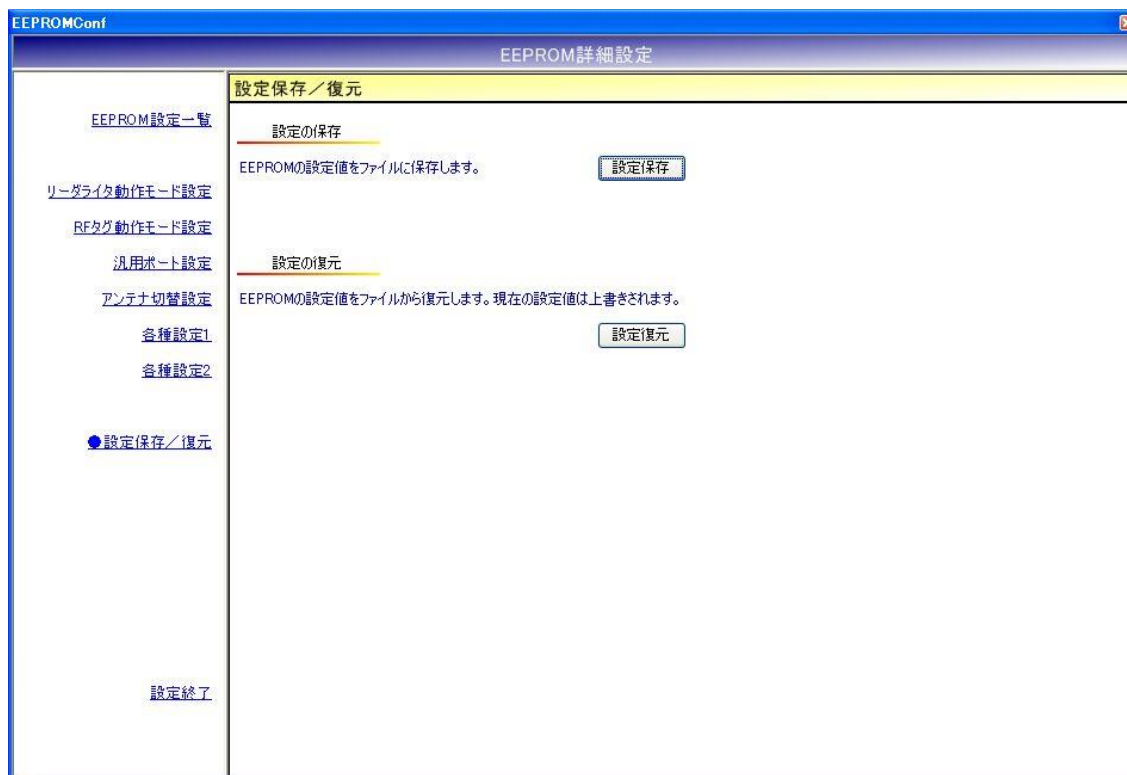 EEPROMConf
EEPROM詳細設定
EEPROM設定一覧
リーダライタ動作モード設定
RFタグ動作モード設定
汎用ポート設定
アンテナ切替設定
各種設定1
各種設定2
●設定保存／復元
設定終了
設定保存／復元
設定の保存
EEPROMの設定値をファイルに保存します。
設定保存
設定の復元
EEPROMの設定値をファイルから復元します。現在の設定値は上書きされます。
設定復元